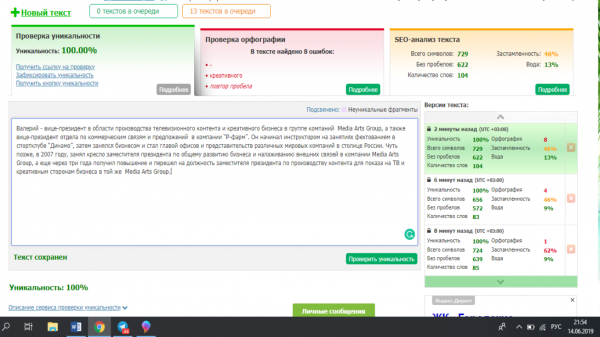 Новый текст
0 текстов в очереди
13 текстов в очереди
Проверка уникальности
Уникальность: 100.00%
Получить ссылку на проверку
Зафиксировать уникальность
Получить кнопку уникальности
Подробнее
Проверка орфографии
В тексте найдено 8 ошибок:
• -
• креативного
• повтор пробела
Подробнее
SEO-анализ текста
Всего символов: 729 Заспамленность: 46%
Без пробелов: 622 Вода: 13%
Количество слов: 104
Подробнее
Подсвечено: Неуникальные фрагменты
Валерий - вице-президент в области производства телевизионного контента и креативного бизнеса в группе компаний Media Arts Group, а также
вице-президент отдела по коммерческим связям и предложений в компании "Р-фарм". Он начинал инструктором на занятиях фехтованием в
спортклубе "Динамо", затем занялся бизнесом и стал главой офисов и представительств различных мировых компаний в столице России. Чуть
позже, в 2007 году, занял кресло заместителя президента по общему развитию бизнеса и налаживанию внешних связей в компании Media Arts
Group, а еще через три года получил повышение и перешел на должность заместителя президента по производству контента для показа на ТВ и
креативным сторонам бизнеса в той же Media Arts Group.
Текст сохранен
Проверить уникальность
Уникальность: 100%
Описание сервиса проверки уникальности
Личные сообщения
Версии текста:
2 минуты назад (UTC +03:00)
Уникальность 100% Орфография 8
Всего символов 729 Заспамленность 46%
Без пробелов 622 Вода 13%
Количество слов 104
6 минут назад (UTC +03:00)
Уникальность 100% Орфография 4
Всего символов 656 Заспамленность 46%
Без пробелов 572 Вода 9%
Количество слов 83
8 минут назад (UTC +03:00)
Уникальность 100% Орфография 1
Всего символов 724 Заспамленность 62%
Без пробелов 639 Вода 9%
Количество слов 85
Яндекс.Директ
РУС
21:54
14.06.2019